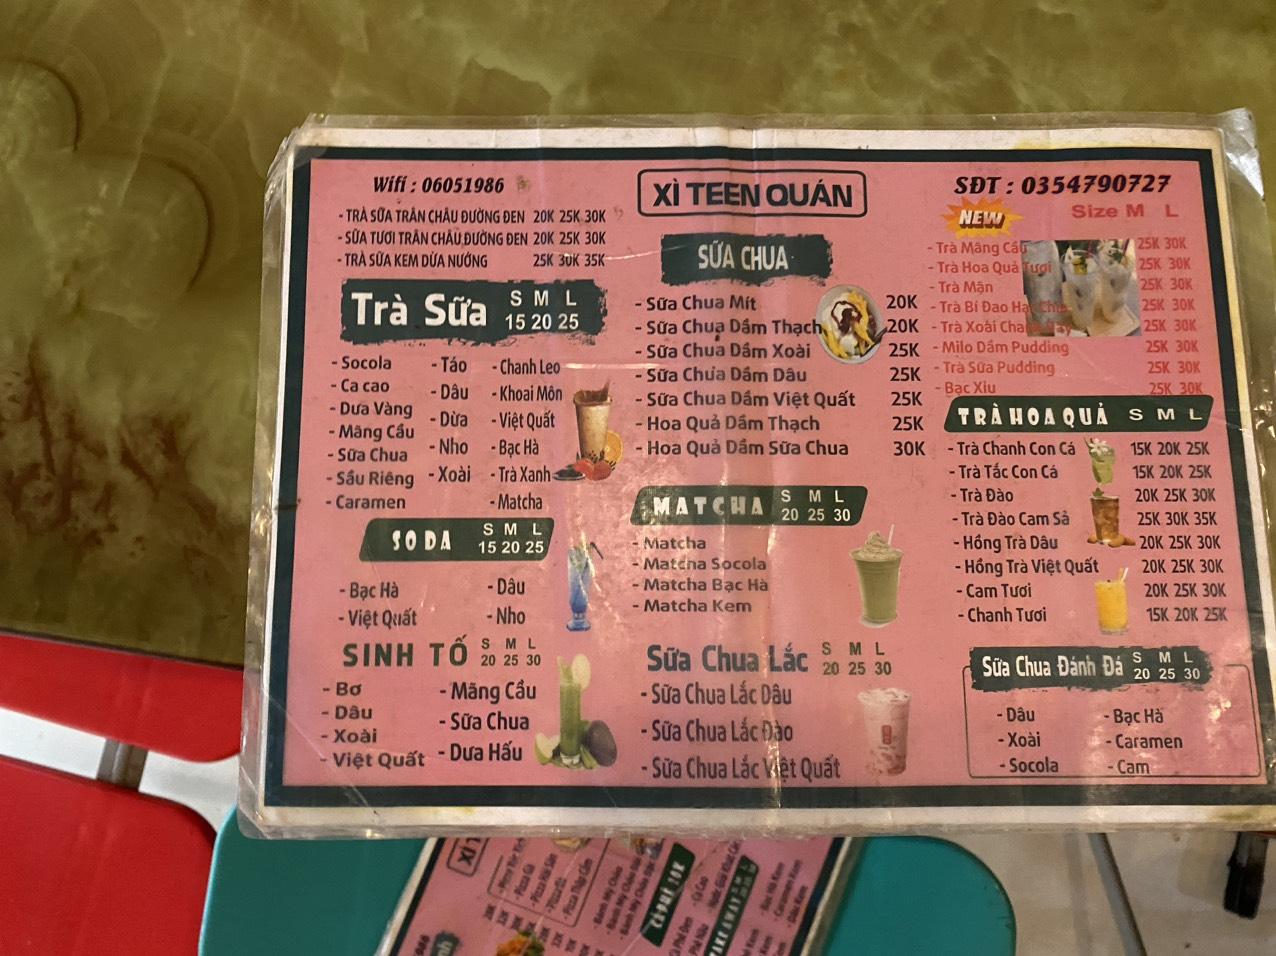 Wifi : 06051986
- TRÀ SỮA TRÂN CHÂU ĐƯỜNG ĐEN 20K 25K 30K
- SỮA TƯƠI TRÂN CHÂU ĐƯỜNG ĐEN 20K 25K 30K
- TRÀ SỮA KEM DỪA NƯỚNG 25K 30K 35K
Trà Sữa S M L
15 20 25
- Socola - Táo - Chanh Leo
- Ca cao - Dâu - Khoai Môn
- Dưa Vàng - Dừa - Việt Quất
- Mãng Cầu - Nho - Bạc Hà
- Sữa Chua - Xoài - Trà Xanh
- Sầu Riêng - Matcha
- Caramen
SODA S M L
15 20 25
- Bạc Hà - Dâu
- Việt Quất - Nho
SINH TỐ S M L
20 25 30
- Bơ - Mãng Cầu
- Dâu - Sữa Chua
- Xoài - Dưa Hấu
- Việt Quất
XÌ TEEN QUÁN
SỮA CHUA
- Sữa Chua Mít 20K
- Sữa Chua Dầm Thạch 20K
- Sữa Chua Dầm Xoài 25K
- Sữa Chua Dầm Dâu 25K
- Sữa Chua Dầm Việt Quất 25K
- Hoa Quả Dầm Thạch 25K
- Hoa Quả Dầm Sữa Chua 30K
MATCHA S M L
20 25 30
- Matcha
- Matcha Socola
- Matcha Bạc Hà
- Matcha Kem
Sữa Chua Lắc S M L
20 25 30
- Sữa Chua Lắc Dâu
- Sữa Chua Lắc Đào
- Sữa Chua Lắc Việt Quất
SĐT : 0354790727
NEW Size M L
- Trà Mãng Cầu 25K 30K
- Trà Hoa Quả Tươi 25K 30K
- Trà Mận 25K 30K
- Trà Bí Đao Hạt Chia 25K 30K
- Trà Xoài Chanh Dây 25K 30K
- Milo Dầm Pudding 25K 30K
- Trà Sữa Pudding 25K 30K
- Bạc Xỉu 25K 30K
TRÀ HOA QUẢ S M L
- Trà Chanh Con Cá 15K 20K 25K
- Trà Tắc Con Cá 15K 20K 25K
- Trà Đào 20K 25K 30K
- Trà Đào Cam Sả 25K 30K 35K
- Hồng Trà Dâu 20K 25K 30K
- Hồng Trà Việt Quất 20K 25K 30K
- Cam Tươi 20K 25K 30K
- Chanh Tươi 15K 20K 25K
Sữa Chua Đánh Đá S M L
20 25 30
- Dâu - Bạc Hà
- Xoài - Caramen
- Socola - Cam